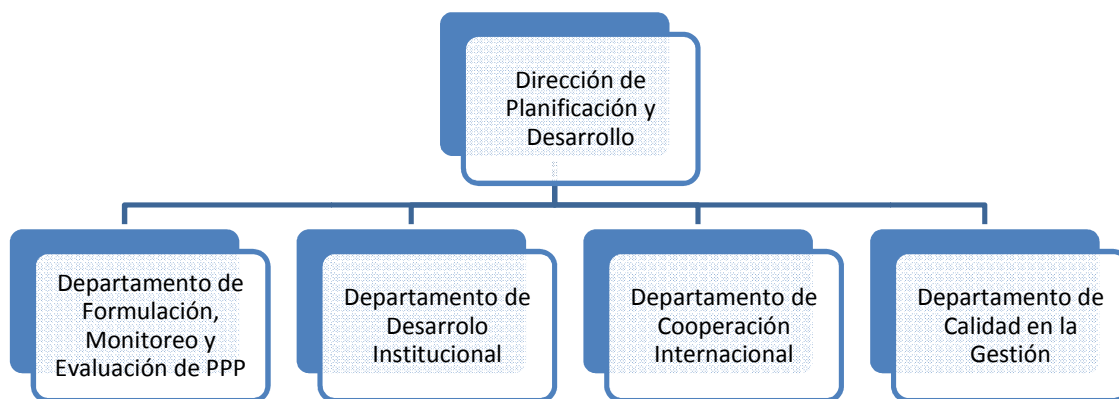 Dirección de
Planificación y
Desarrollo
Departamento de
Formulación,
Monitoreo y
Evaluación de PPP
Departamento de
Desarrolo
Institucional
Departamento de
Cooperación
Internacional
Departamento de
Calidad en la
Gestión